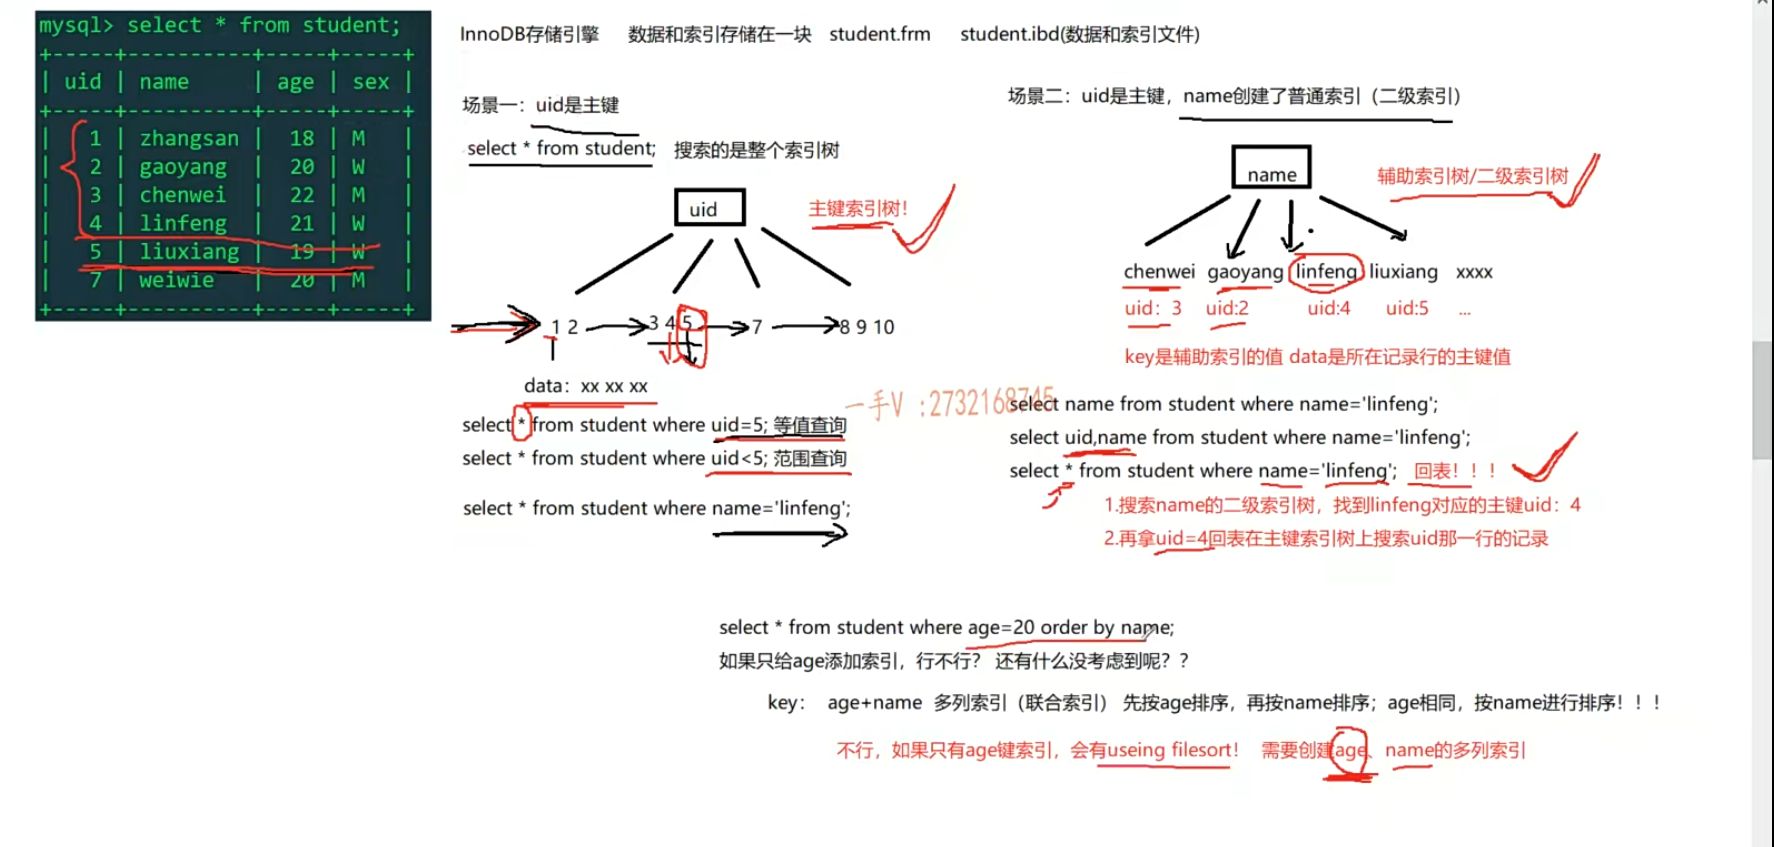 mysql> select * from student;
+-----+----------+-----+-----+
| uid | name | age | sex |
+-----+----------+-----+-----+
| 1 | zhangsan | 18 | M |
| 2 | gaoyang | 20 | W |
| 3 | chenwei | 22 | M |
| 4 | linfeng | 21 | W |
| 5 | liuxiang | 19 | W |
| 7 | weiwie | 20 | M |
+-----+----------+-----+-----+
InnoDB存储引擎 数据和索引存储在一块 student.frm student.ibd(数据和索引文件)
场景一：uid是主键
select * from student; 搜索的是整个索引树
uid
主键索引树！
1 2 3 4 5 7 8 9 10
data：xx xx xx
select * from student where uid=5; 等值查询
select * from student where uid<5; 范围查询
select * from student where name='linfeng';
一手V :2732168745
场景二：uid是主键，name创建了普通索引（二级索引）
name
辅助索引树/二级索引树
chenwei gaoyang linfeng liuxiang xxxx
uid：3 uid:2 uid:4 uid:5 ...
key是辅助索引的值 data是所在记录行的主键值
select name from student where name='linfeng';
select uid,name from student where name='linfeng';
select * from student where name='linfeng'; 回表！！！
1.搜索name的二级索引树，找到linfeng对应的主键uid：4
2.再拿uid=4回表在主键索引树上搜索uid那一行的记录
select * from student where age=20 order by name;
如果只给age添加索引，行不行？ 还有什么没考虑到呢？？
key： age+name 多列索引（联合索引） 先按age排序，再按name排序；age相同，按name进行排序！！！
不行，如果只有age键索引，会有useing filesort！ 需要创建age、name的多列索引